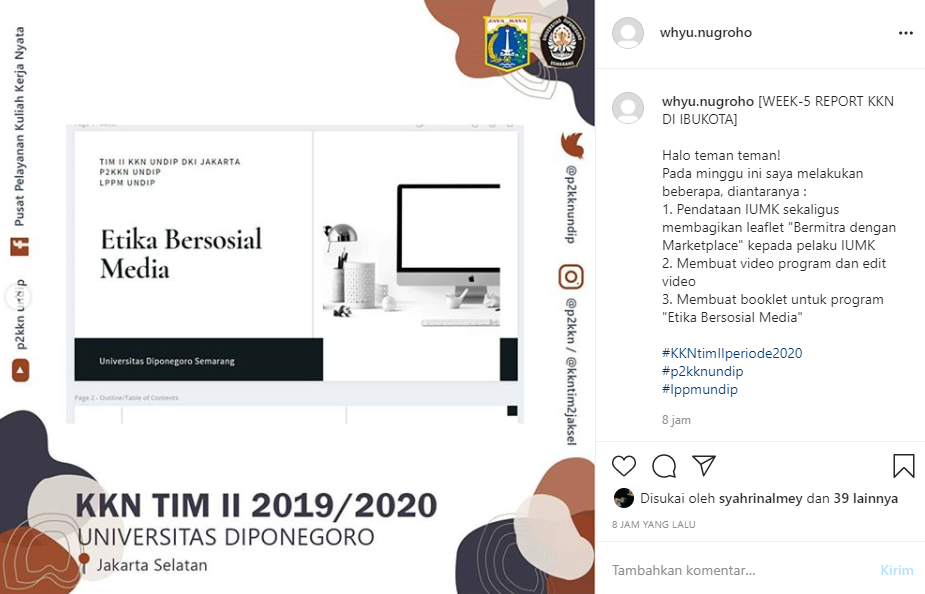 Pusat Pelayanan Kuliah Kerja Nyata
p2kkn undip
JAYA RAYA
UNIVERSITAS DIPONEGORO
SEMARANG
TIM II KKN UNDIP DKI JAKARTA
P2KKN UNDIP
LPPM UNDIP
Etika Bersosial
Media
Universitas Diponegoro Semarang
Page 2 - Outline/Table of Contents
@p2kknundip
@p2kkn / @kkntim2jaksel
KKN TIM II 2019/2020
UNIVERSITAS DIPONEGORO
Jakarta Selatan
whyu.nugroho
whyu.nugroho [WEEK-5 REPORT KKN
DI IBUKOTA]
Halo teman teman!
Pada minggu ini saya melakukan
beberapa, diantaranya :
1. Pendataan IUMK sekaligus
membagikan leaflet "Bermitra dengan
Marketplace" kepada pelaku IUMK
2. Membuat video program dan edit
video
3. Membuat booklet untuk program
"Etika Bersosial Media"
#KKNtimIIperiode2020
#p2kknundip
#lppmundip
8 jam
Disukai oleh syahrinalmey dan 39 lainnya
8 JAM YANG LALU
Tambahkan komentar...
Kirim